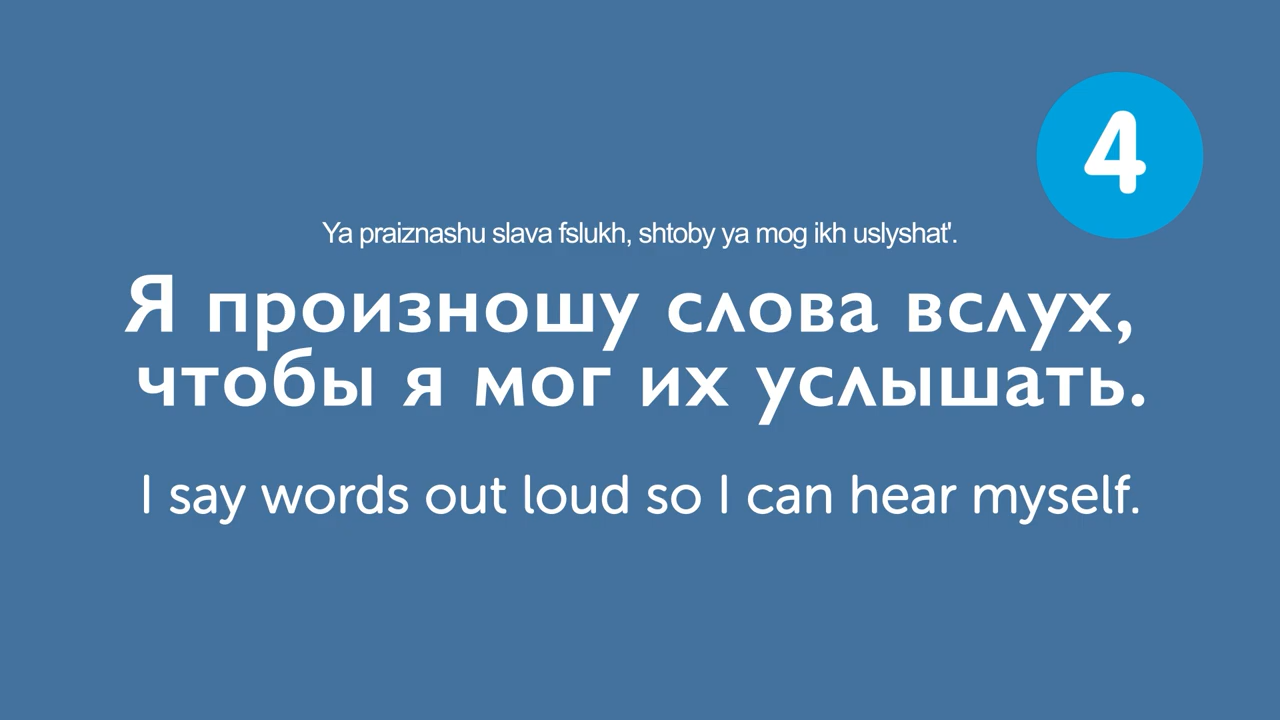 4
Ya praiznashu slava fslukh, shtoby ya mog ikh uslyshat'.
Я произношу слова вслух,
чтобы я мог их услышать.
I say words out loud so I can hear myself.